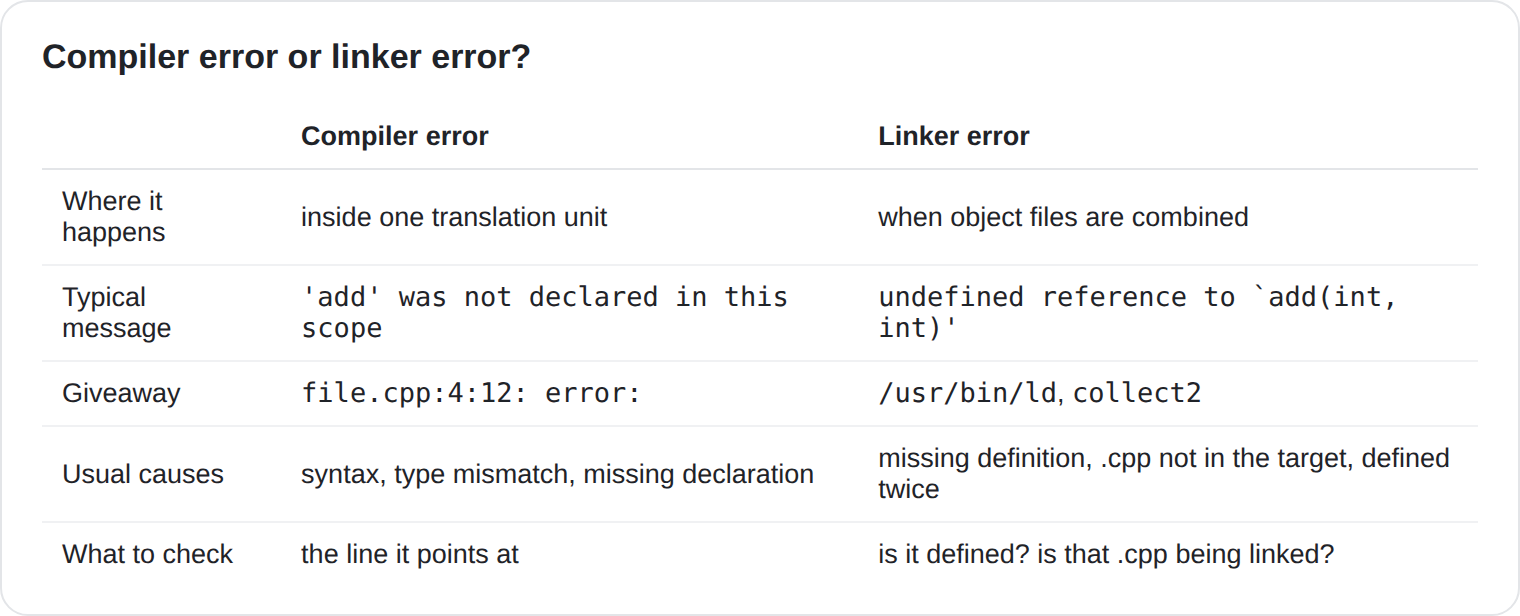 Compiler error or linker error?
Compiler error Linker error
Where it
happens
inside one translation unit
when object files are combined
Typical
message
'add' was not declared in this
scope
undefined reference to `add(int,
int)'
Giveaway
file.cpp:4:12: error:
/usr/bin/ld, collect2
Usual causes
syntax, type mismatch, missing declaration
missing definition, .cpp not in the target, defined
twice
What to check
the line it points at
is it defined? is that .cpp being linked?